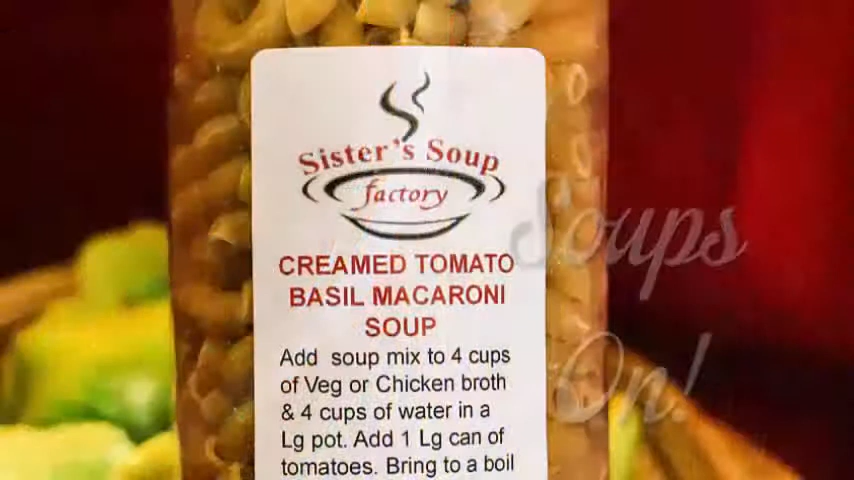 Sister's Soup
factory
CREAMED TOMATO
BASIL MACARONI
SOUP
Add soup mix to 4 cups
of Veg or Chicken broth
& 4 cups of water in a
Lg pot. Add 1 Lg can of
tomatoes. Bring to a boil
Soups
On!